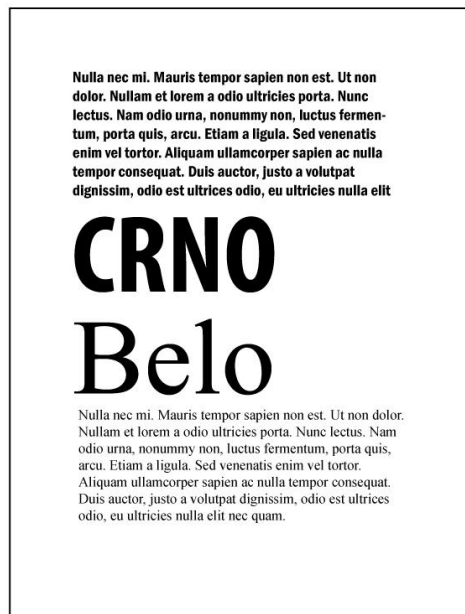 Nulla nec mi. Mauris tempor sapien non est. Ut non
dolor. Nullam et lorem a odio ultricies porta. Nunc
lectus. Nam odio urna, nonummy non, luctus fermen-
tum, porta quis, arcu. Etiam a ligula. Sed venenatis
enim vel tortor. Aliquam ullamcorper sapien ac nulla
tempor consequat. Duis auctor, justo a volutpat
dignissim, odio est ultrices odio, eu ultricies nulla elit
CRNO
Belo
Nulla nec mi. Mauris tempor sapien non est. Ut non dolor.
Nullam et lorem a odio ultricies porta. Nunc lectus. Nam
odio urna, nonummy non, luctus fermentum, porta quis,
arcu. Etiam a ligula. Sed venenatis enim vel tortor.
Aliquam ullamcorper sapien ac nulla tempor consequat.
Duis auctor, justo a volutpat dignissim, odio est ultrices
odio, eu ultricies nulla elit nec quam.